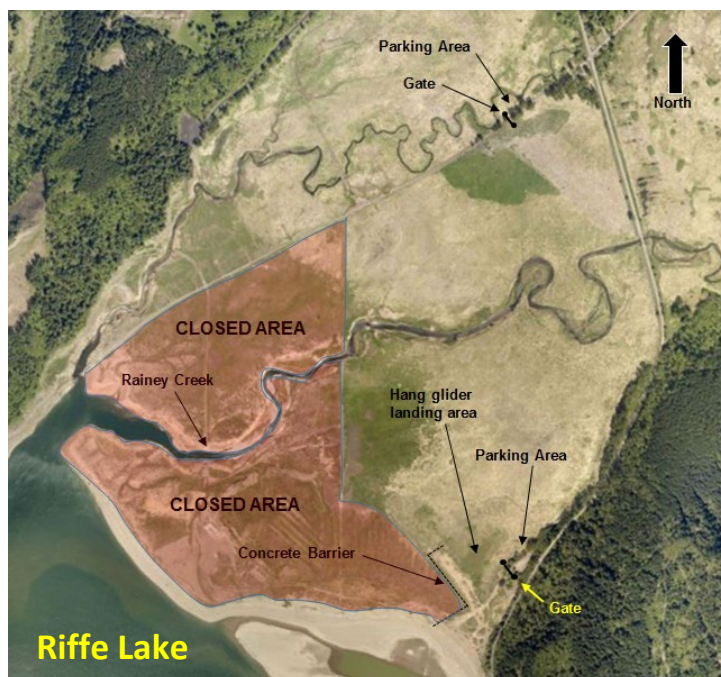 Parking Area
Gate
North
CLOSED AREA
Rainey Creek
Hang glider
landing area
Parking Area
CLOSED AREA
Concrete Barrier
Gate
Riffe Lake